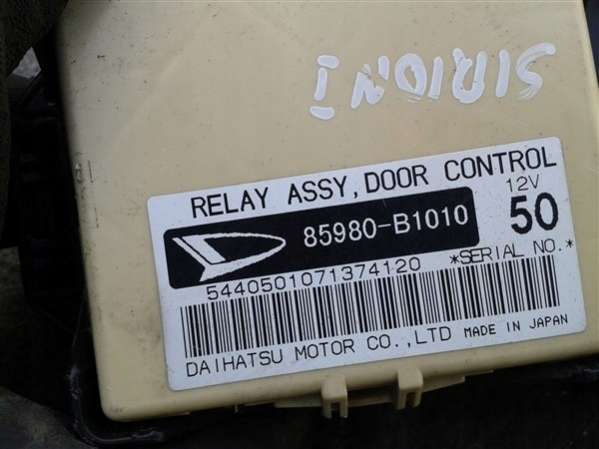 SIRION I
RELAY ASSY, DOOR CONTROL
85980-B1010
12V
50
5440501071374120
*SERIAL NO.*
DAIHATSU MOTOR CO., LTD MADE IN JAPAN